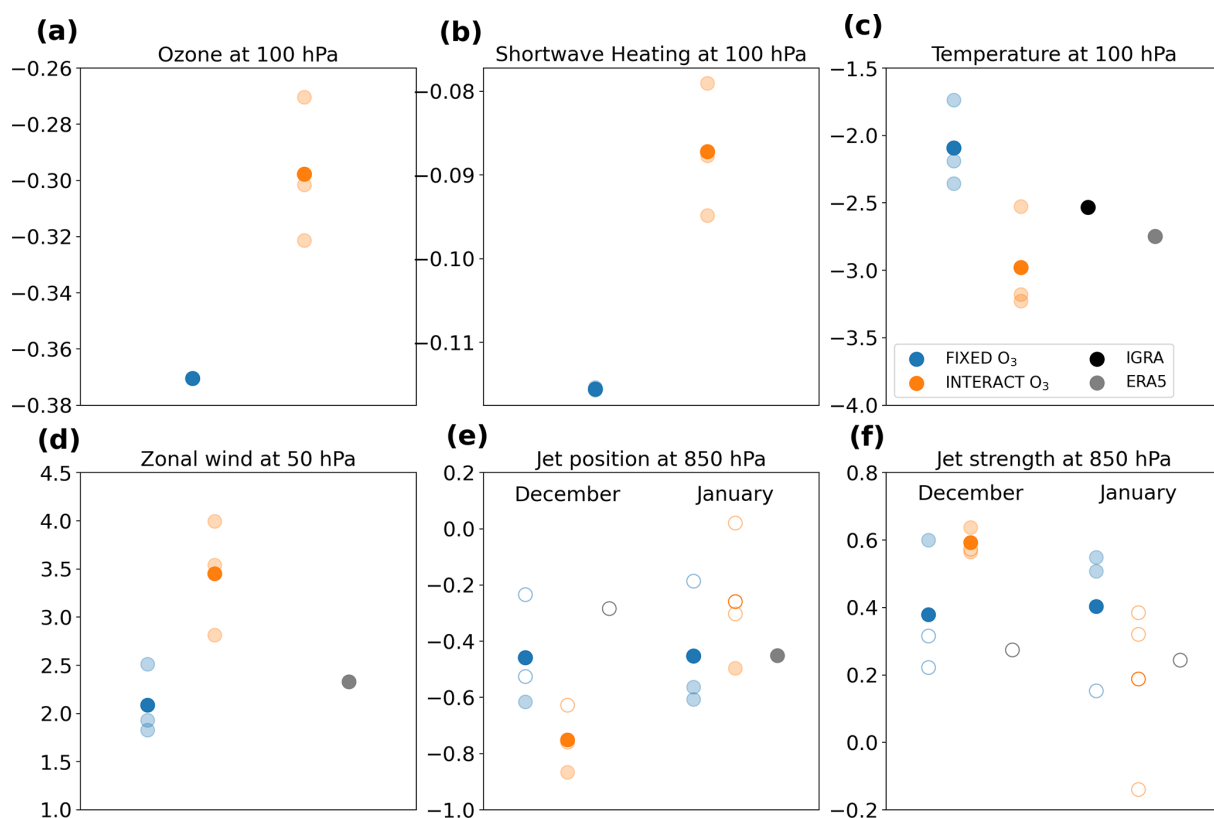 (a)
Ozone at 100 hPa
−0.26
−0.28
−0.30
−0.32
−0.34
−0.36
−0.38
(b)
Shortwave Heating at 100 hPa
−0.08
−0.09
−0.10
−0.11
(c)
Temperature at 100 hPa
−1.5
−2.0
−2.5
−3.0
−3.5
−4.0
FIXED O₃
INTERACT O₃
IGRA
ERA5
(d)
Zonal wind at 50 hPa
4.5
4.0
3.5
3.0
2.5
2.0
1.5
1.0
(e)
Jet position at 850 hPa
December January
0.2
0.0
−0.2
−0.4
−0.6
−0.8
−1.0
(f)
Jet strength at 850 hPa
December January
0.8
0.6
0.4
0.2
0.0
−0.2